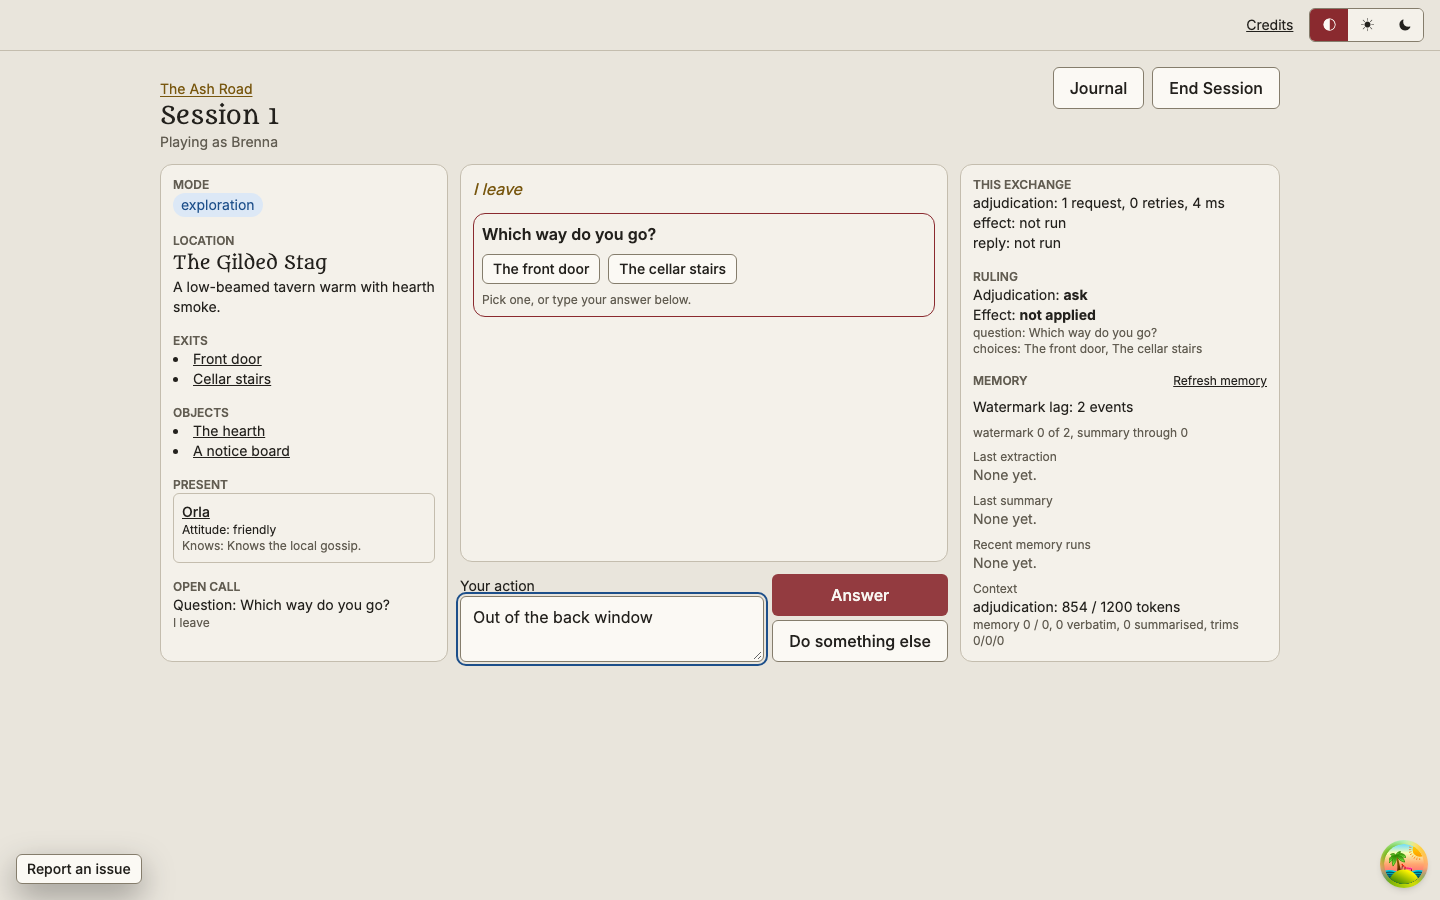 Credits
The Ash Road
Session 1
Playing as Brenna
Journal
End Session
MODE
exploration
LOCATION
The Gilded Stag
A low-beamed tavern warm with hearth
smoke.
EXITS
Front door
Cellar stairs
OBJECTS
The hearth
A notice board
PRESENT
Orla
Attitude: friendly
Knows: Knows the local gossip.
OPEN CALL
Question: Which way do you go?
I leave
I leave
Which way do you go?
The front door
The cellar stairs
Pick one, or type your answer below.
Your action
Out of the back window
Answer
Do something else
THIS EXCHANGE
adjudication: 1 request, 0 retries, 4 ms
effect: not run
reply: not run
RULING
Adjudication: ask
Effect: not applied
question: Which way do you go?
choices: The front door, The cellar stairs
MEMORY
Refresh memory
Watermark lag: 2 events
watermark 0 of 2, summary through 0
Last extraction
None yet.
Last summary
None yet.
Recent memory runs
None yet.
Context
adjudication: 854 / 1200 tokens
memory 0 / 0, 0 verbatim, 0 summarised, trims
0/0/0
Report an issue